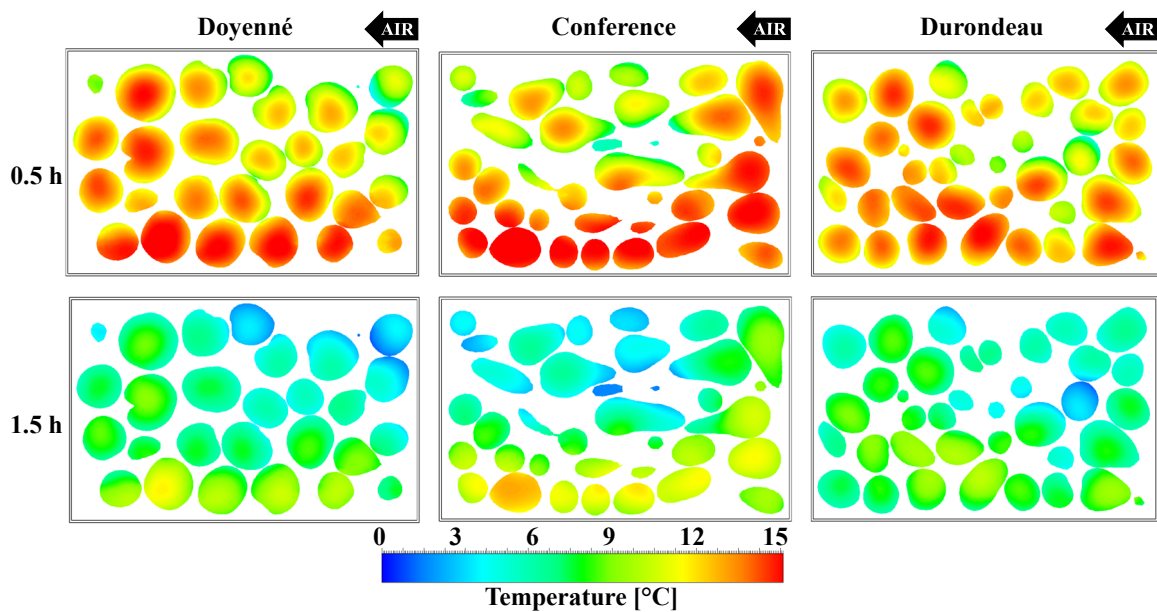 Doyenné AIR Conference AIR Durondeau AIR
0.5 h
1.5 h
0 3 6 9 12 15
Temperature [°C]